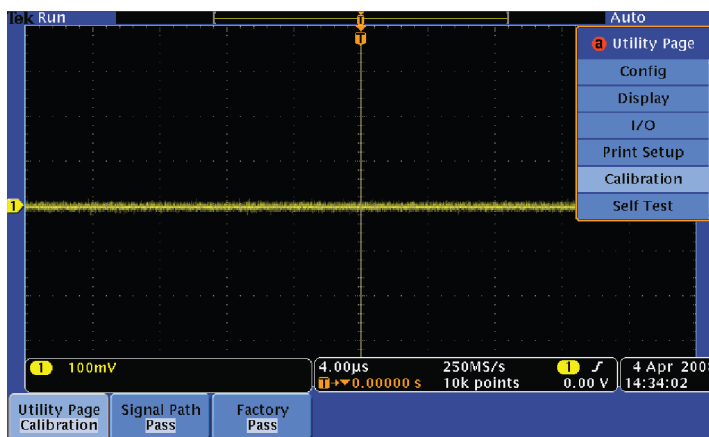 Tek Run
Auto
T
a Utility Page
Config
Display
I/O
Print Setup
Calibration
Self Test
1
1 100mV
4.00µs 250MS/s 1
T→▼0.00000 s 10k points 0.00 V
4 Apr 200
14:34:02
Utility Page
Calibration
Signal Path
Pass
Factory
Pass